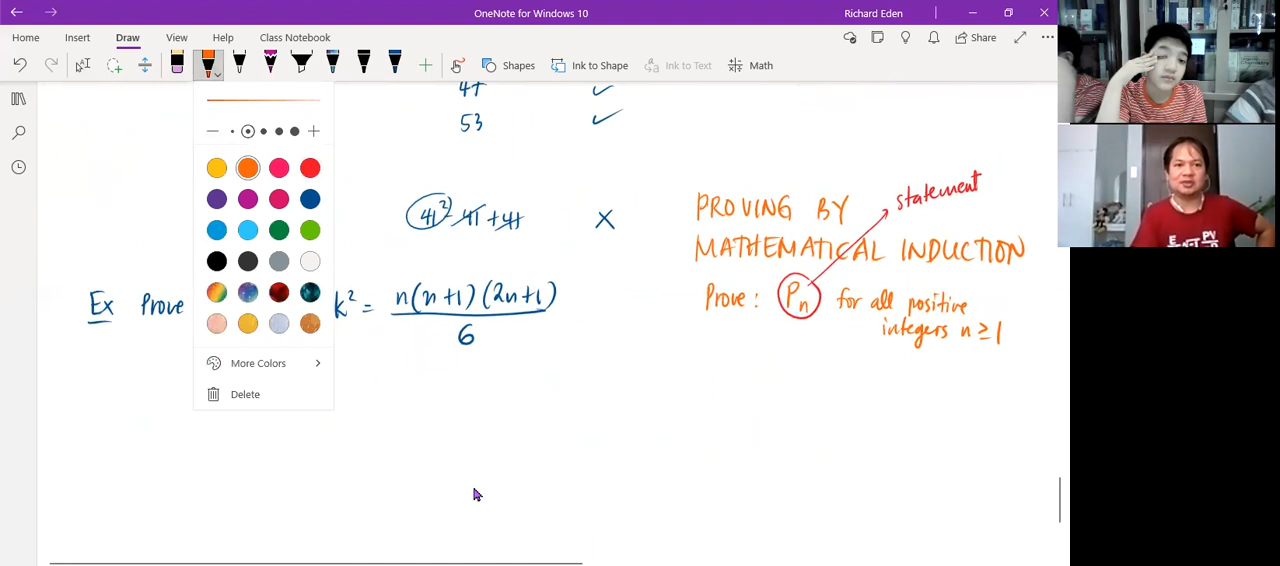 OneNote for Windows 10
Richard Eden
Home Insert Draw View Help Class Notebook
Share
Shapes
Ink to Shape
Ink to Text
Math
47 ✓
53 ✓
41² - 41 + 41 ×
PROVING BY
MATHEMATICAL INDUCTION
statement
Prove : Pn for all positive
integers n ≥ 1
Ex Prove k² = n(n+1)(2n+1)
6
More Colors
Delete